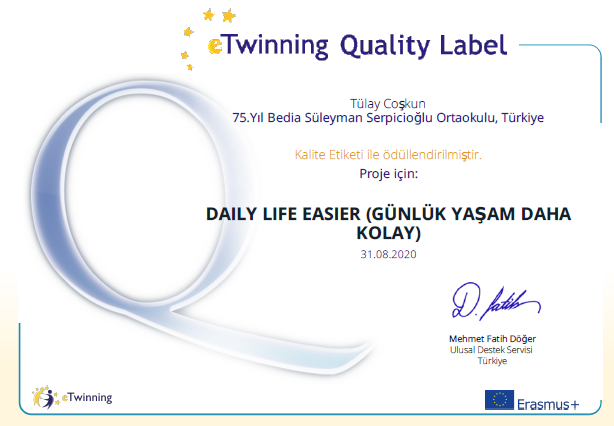 eTwinning Quality Label
Tülay Coşkun
75.Yıl Bedia Süleyman Serpicioğlu Ortaokulu, Türkiye
Kalite Etiketi ile ödüllendirilmiştir.
Proje için:
DAILY LIFE EASIER (GÜNLÜK YAŞAM DAHA
KOLAY)
31.08.2020
D. Fatih
Mehmet Fatih Döğer
Ulusal Destek Servisi
Türkiye
eTwinning
Erasmus+